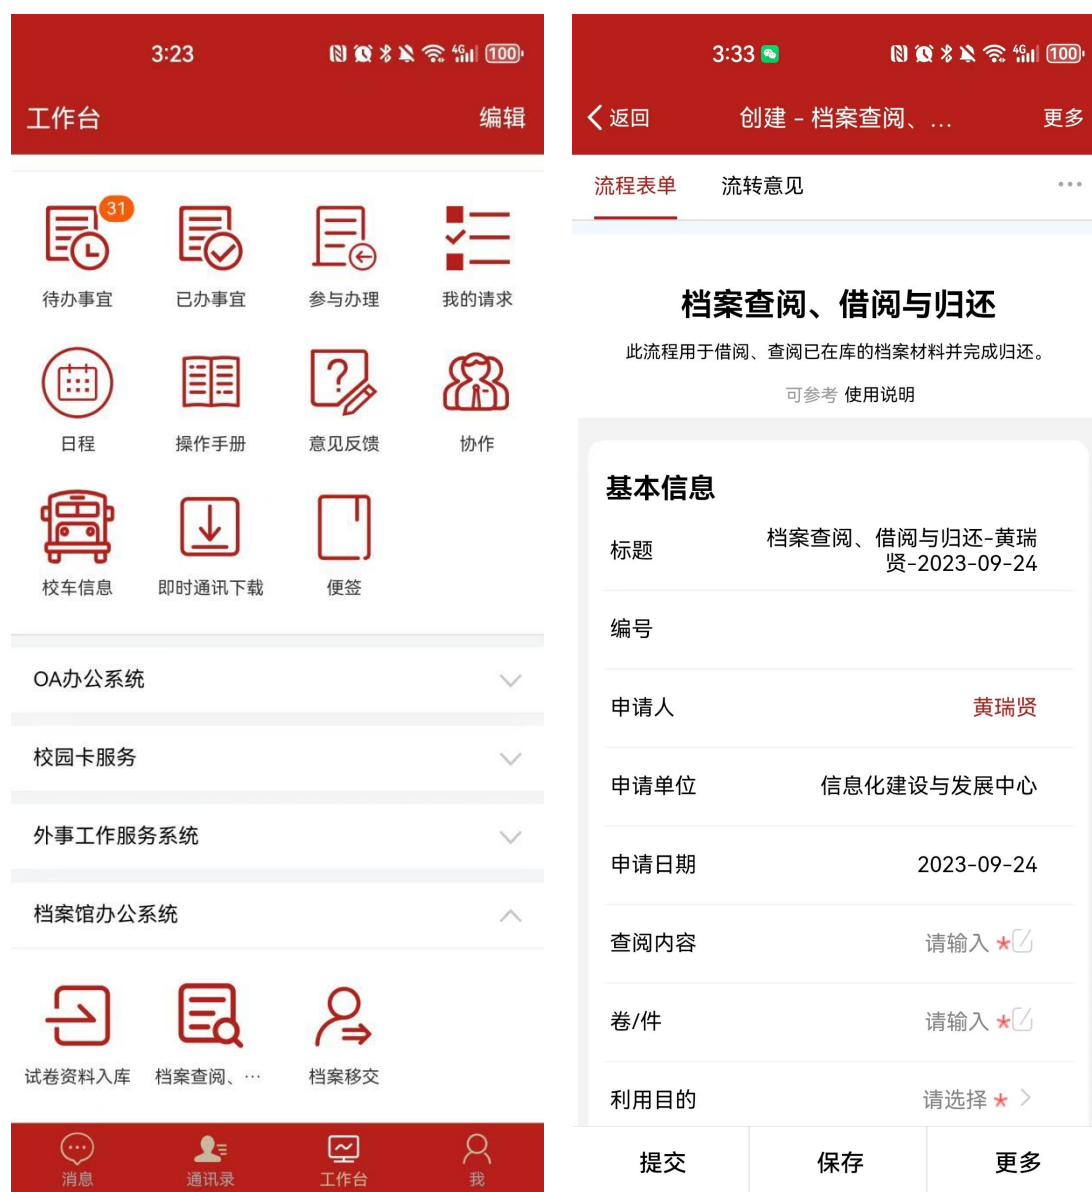 3:23
4G
100
工作台
编辑
31
待办事宜
已办事宜
参与办理
我的请求
日程
操作手册
意见反馈
协作
校车信息
即时通讯下载
便签
OA办公系统
校园卡服务
外事工作服务系统
档案馆办公系统
试卷资料入库
档案查阅、…
档案移交
消息
通讯录
工作台
我
3:33
4G
100
返回
创建 - 档案查阅、...
更多
流程表单
流转意见
档案查阅、借阅与归还
此流程用于借阅、查阅已在库的档案材料并完成归还。
可参考 使用说明
基本信息
标题
档案查阅、借阅与归还-黄瑞
贤-2023-09-24
编号
申请人
黄瑞贤
申请单位
信息化建设与发展中心
申请日期
2023-09-24
查阅内容
请输入 *
卷/件
请输入 *
利用目的
请选择 *
提交
保存
更多